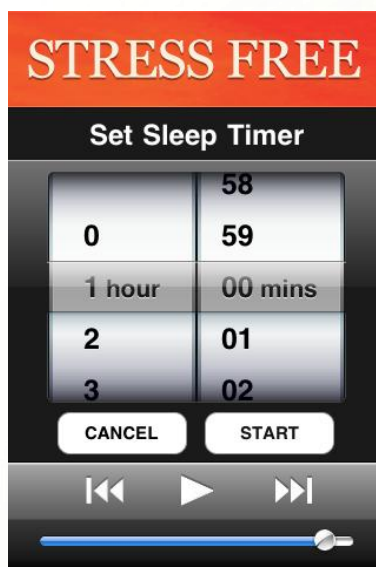 STRESS FREE
Set Sleep Timer
58
0 59
1 hour 00 mins
2 01
3 02
CANCEL START